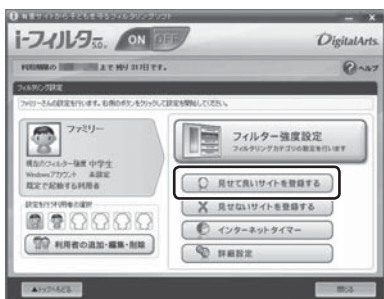 有害サイトから子どもを守るフィルタリングソフト
i-フィルター 5.0
ON OFF
DigitalArts.
利用期限の まで 残り 317日 です。
ヘルプ
フィルタリング設定
ファミリーさんの設定を行います。右側のボタンをクリックして設定を開始してください。
ファミリー
現在のフィルター強度 中学生
Windowsアカウント 未設定
既定で起動する利用者
設定を行う利用者の選択
利用者の追加・編集・削除
フィルター強度設定
フィルタリングカテゴリの設定を行います
見せて良いサイトを登録する
見せないサイトを登録する
インターネットタイマー
詳細設定
▲トップへもどる
閉じる